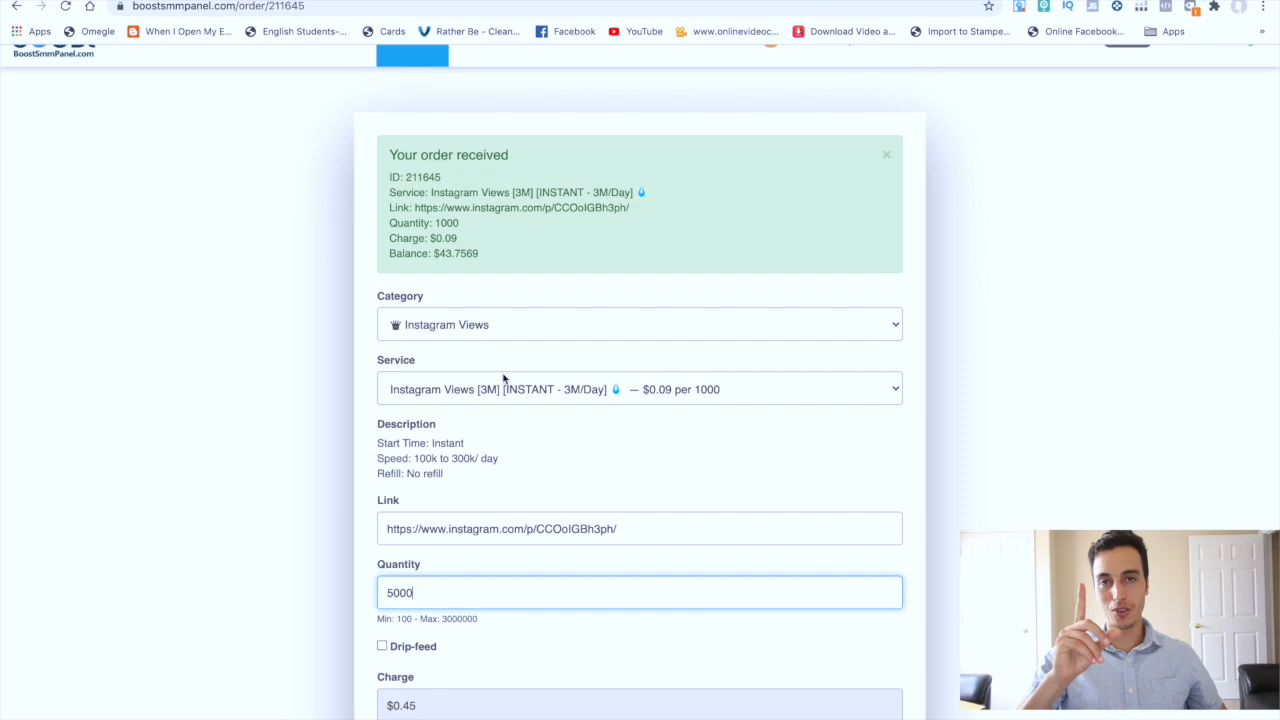 boostsmmpanel.com/order/211645
Apps Omegle When I Open My E... English Students-... Cards Rather Be - Clean... Facebook YouTube www.onlinevideoc... Download Video a... Import to Stampe... Online Facebook... Apps »
BoostSmmPanel.com
Your order received ×
ID: 211645
Service: Instagram Views [3M] [INSTANT - 3M/Day] 💧
Link: https://www.instagram.com/p/CCOoIGBh3ph/
Quantity: 1000
Charge: $0.09
Balance: $43.7569
Category
Instagram Views
Service
Instagram Views [3M] [INSTANT - 3M/Day] 💧 — $0.09 per 1000
Description
Start Time: Instant
Speed: 100k to 300k/ day
Refill: No refill
Link
https://www.instagram.com/p/CCOoIGBh3ph/
Quantity
5000
Min: 100 - Max: 3000000
Drip-feed
Charge
$0.45